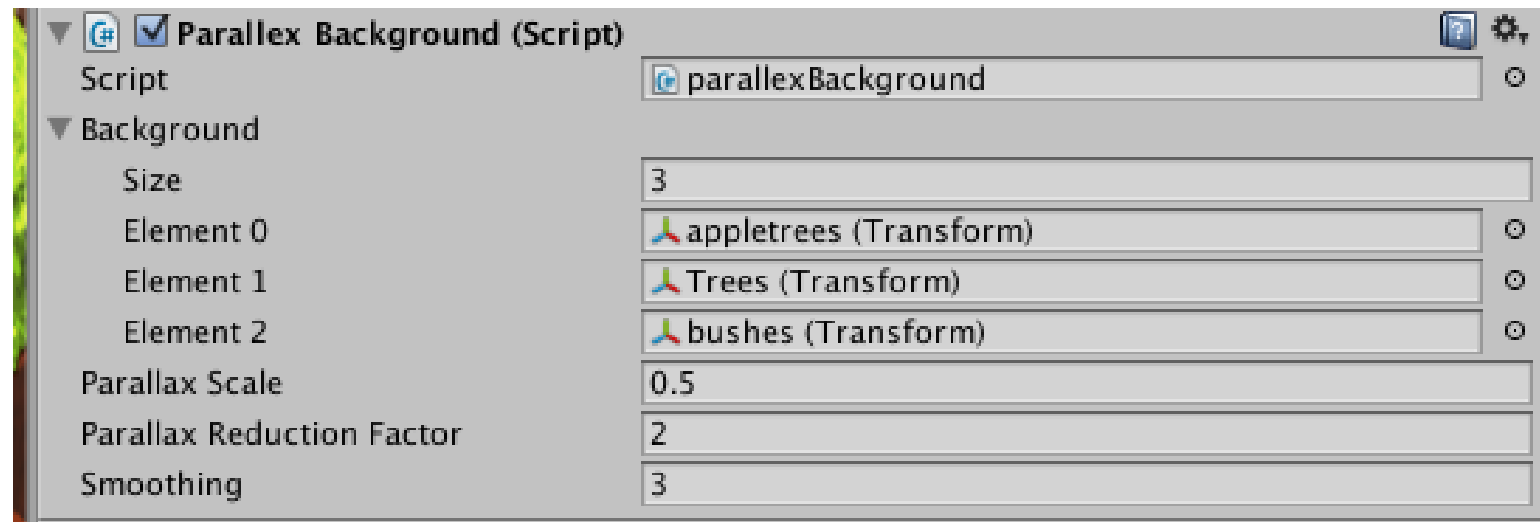 Parallex Background (Script)
Script parallexBackground
Background
Size 3
Element 0 appletrees (Transform)
Element 1 Trees (Transform)
Element 2 bushes (Transform)
Parallax Scale 0.5
Parallax Reduction Factor 2
Smoothing 3